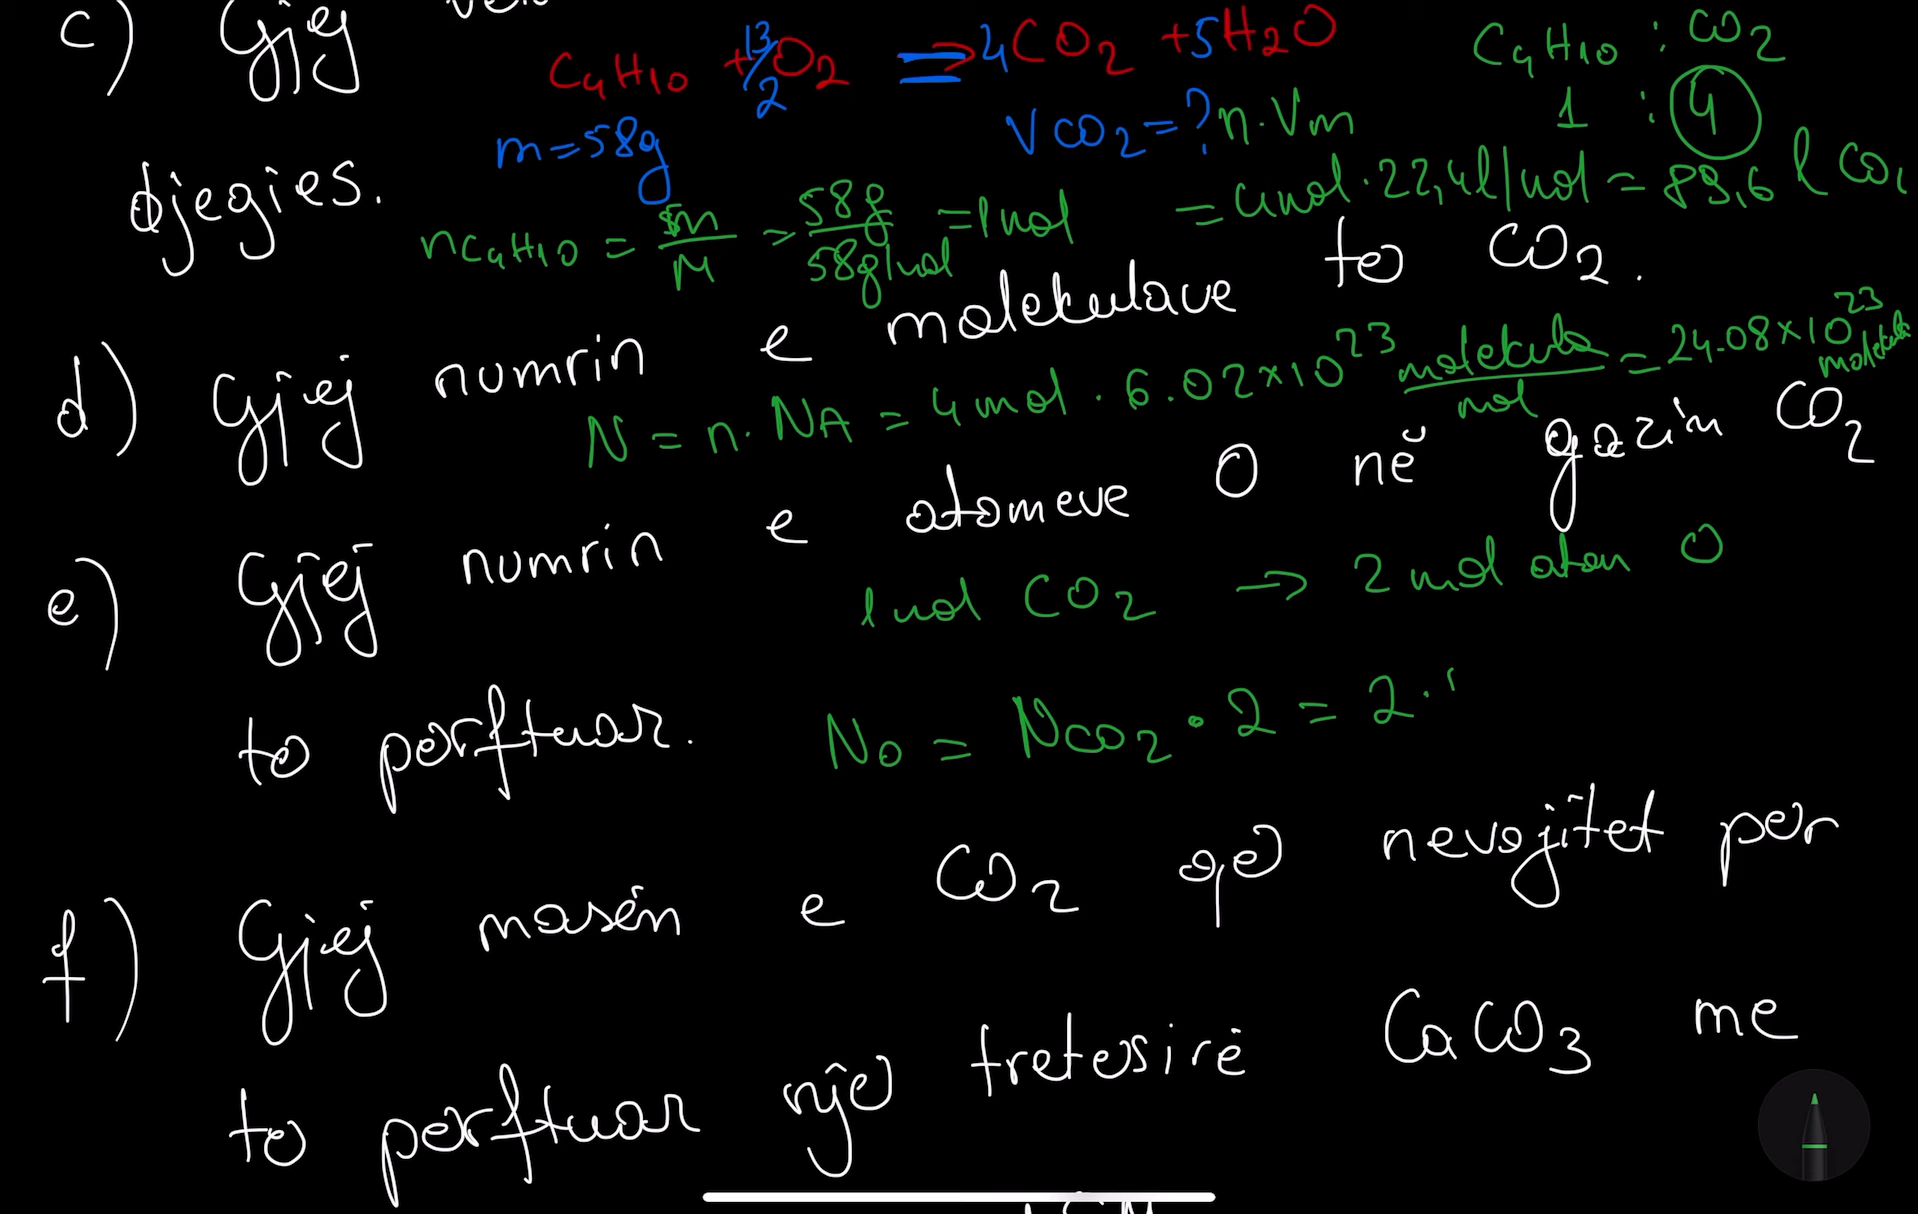 c) Gjej
C4H10 + 13/2 O2 => 4CO2 + 5H2O
C4H10 : CO2
1 : 4
m=58g
VCO2 = ? n·Vm
djegies.
nC4H10 = m/M = 58g/58g/mol = 1mol
= 4mol·22,4l/mol = 89,6 l CO2
d) Gjej numrin e molekulave të CO2.
N = n·NA = 4mol · 6.02×10^23 molekula/mol = 24.08×10^23 molekula
e) Gjej numrin e atomeve O në gazin CO2
1mol CO2 → 2mol atom O
të përftuar.
NO = NCO2 · 2 = 2·
f) Gjej masën e CO2 që nevojitet për
të përftuar një tretësirë CaCO3 me